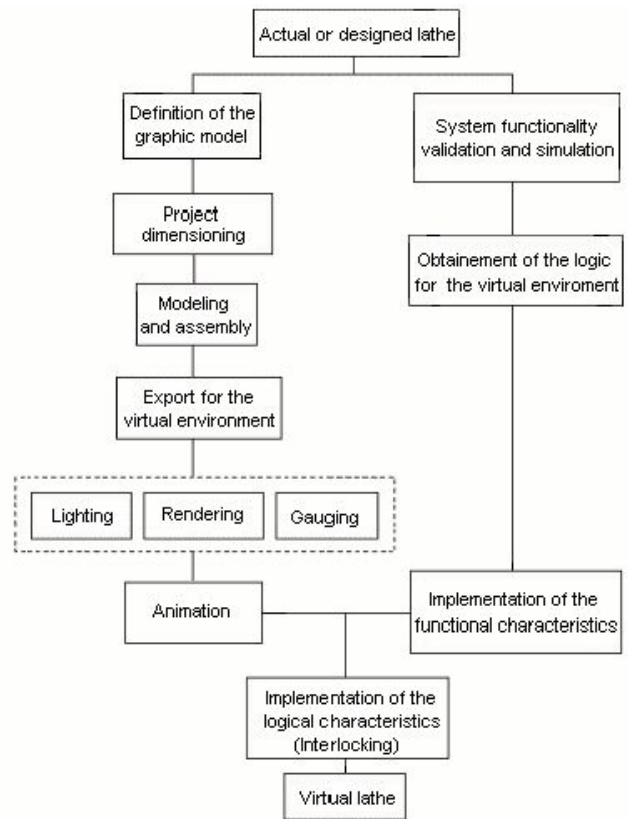 Actual or designed lathe
Definition of the
graphic model
System functionality
validation and simulation
Project
dimensioning
Obtainement of the logic
for the virtual enviroment
Modeling
and assembly
Export for the
virtual environment
Lighting
Rendering
Gauging
Animation
Implementation of the
functional characteristics
Implementation of the
logical characteristics
(Interlocking)
Virtual lathe